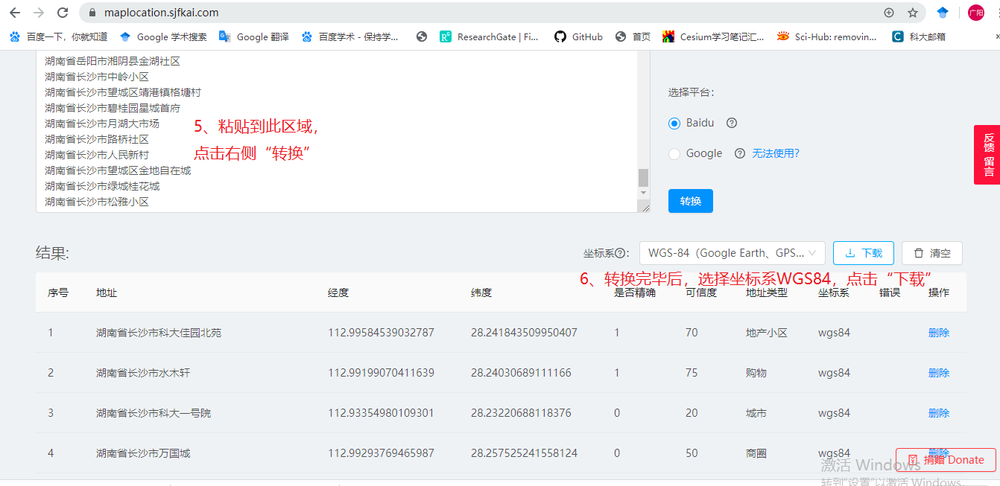 maplocation.sjfkai.com
广阳
百度一下，你就知道 Google 学术搜索 Google 翻译 百度学术 - 保持学... ResearchGate | Fi... GitHub 首页 Cesium学习笔记汇... Sci-Hub: removin... 科大邮箱
湖南省岳阳市湘阴县金湖社区
湖南省长沙市中岭小区
湖南省长沙市望城区靖港镇格塘村
湖南省长沙市碧桂园星城首府
湖南省长沙市月湖大市场
湖南省长沙市路桥社区
湖南省长沙市人民新村
湖南省长沙市望城区金地自在城
湖南省长沙市绿城桂花城
湖南省长沙市松雅小区
5、粘贴到此区域，
点击右侧“转换”
选择平台：
Baidu
Google 无法使用?
转换
反馈 留言
结果:
坐标系： WGS-84（Google Earth、GPS... 下载 清空
6、转换完毕后，选择坐标系WGS84，点击“下载”
序号 地址 经度 纬度 是否精确 可信度 地址类型 坐标系 错误 操作
1 湖南省长沙市科大佳园北苑 112.99584539032787 28.241843509950407 1 70 地产小区 wgs84 删除
2 湖南省长沙市水木轩 112.99199070411639 28.24030689111166 1 75 购物 wgs84 删除
3 湖南省长沙市科大一号院 112.93354980109301 28.23220688118376 0 20 城市 wgs84 删除
4 湖南省长沙市万国城 112.99293769465987 28.257525241558124 0 50 商圈 wgs84 删除
捐赠 Donate
激活 Windows
转到"设置"以激活 Windows。